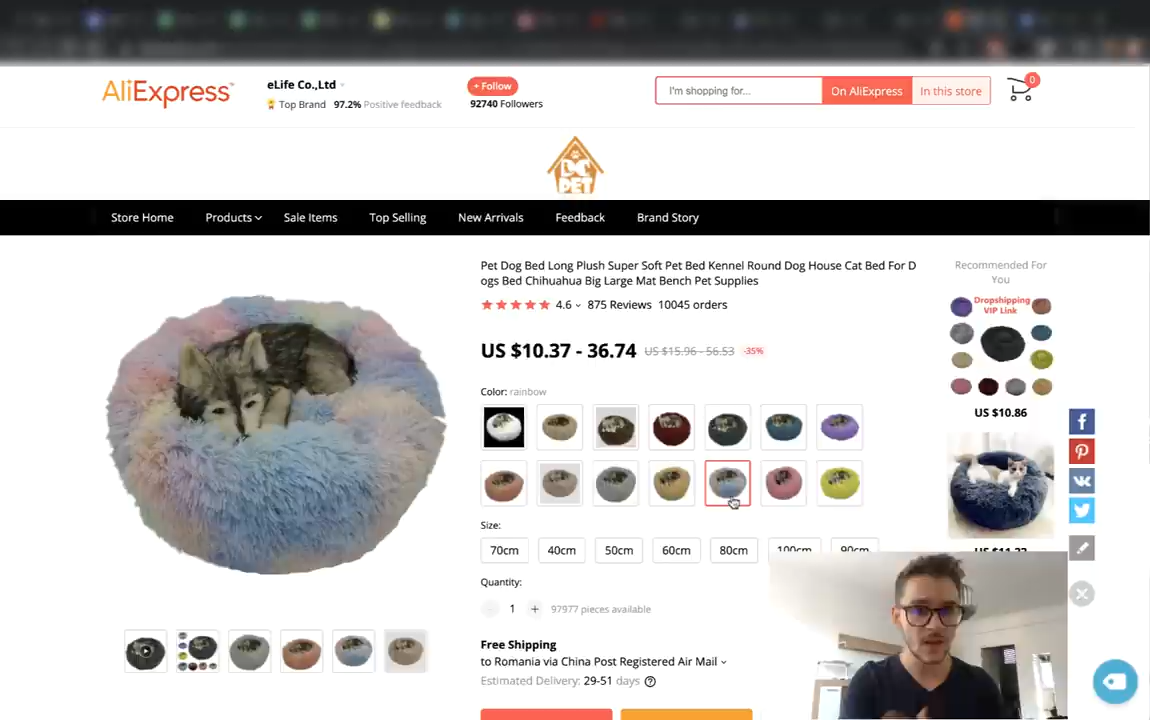 AliExpress™
eLife Co.,Ltd
Top Brand 97.2% Positive feedback
+ Follow
92740 Followers
I'm shopping for...
On AliExpress
In this store
0
DC
PET
Store Home Products Sale Items Top Selling New Arrivals Feedback Brand Story
Pet Dog Bed Long Plush Super Soft Pet Bed Kennel Round Dog House Cat Bed For D
ogs Bed Chihuahua Big Large Mat Bench Pet Supplies
4.6 875 Reviews 10045 orders
US $10.37 - 36.74 US $15.96 - 56.53 -35%
Color: rainbow
Size:
70cm 40cm 50cm 60cm 80cm 100cm 90cm
Quantity:
- 1 + 97977 pieces available
Free Shipping
to Romania via China Post Registered Air Mail
Estimated Delivery: 29-51 days
Recommended For
You
Dropshipping
VIP Link
US $10.86